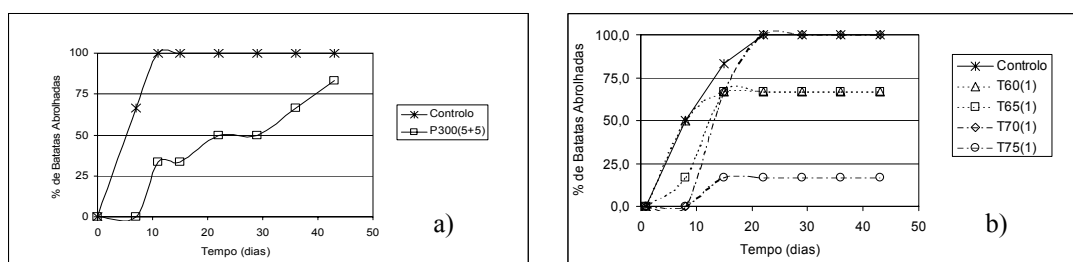 100
75
50
25
0
0
10
20
30
40
50
% de Batatas Abrolhadas
Tempo (dias)
Controlo
P300(5+5)
a)
100,0
75,0
50,0
25,0
0,0
0
10
20
30
40
50
% de Batatas Abrolhadas
Tempo (dias)
Controlo
T60(1)
T65(1)
T70(1)
T75(1)
b)